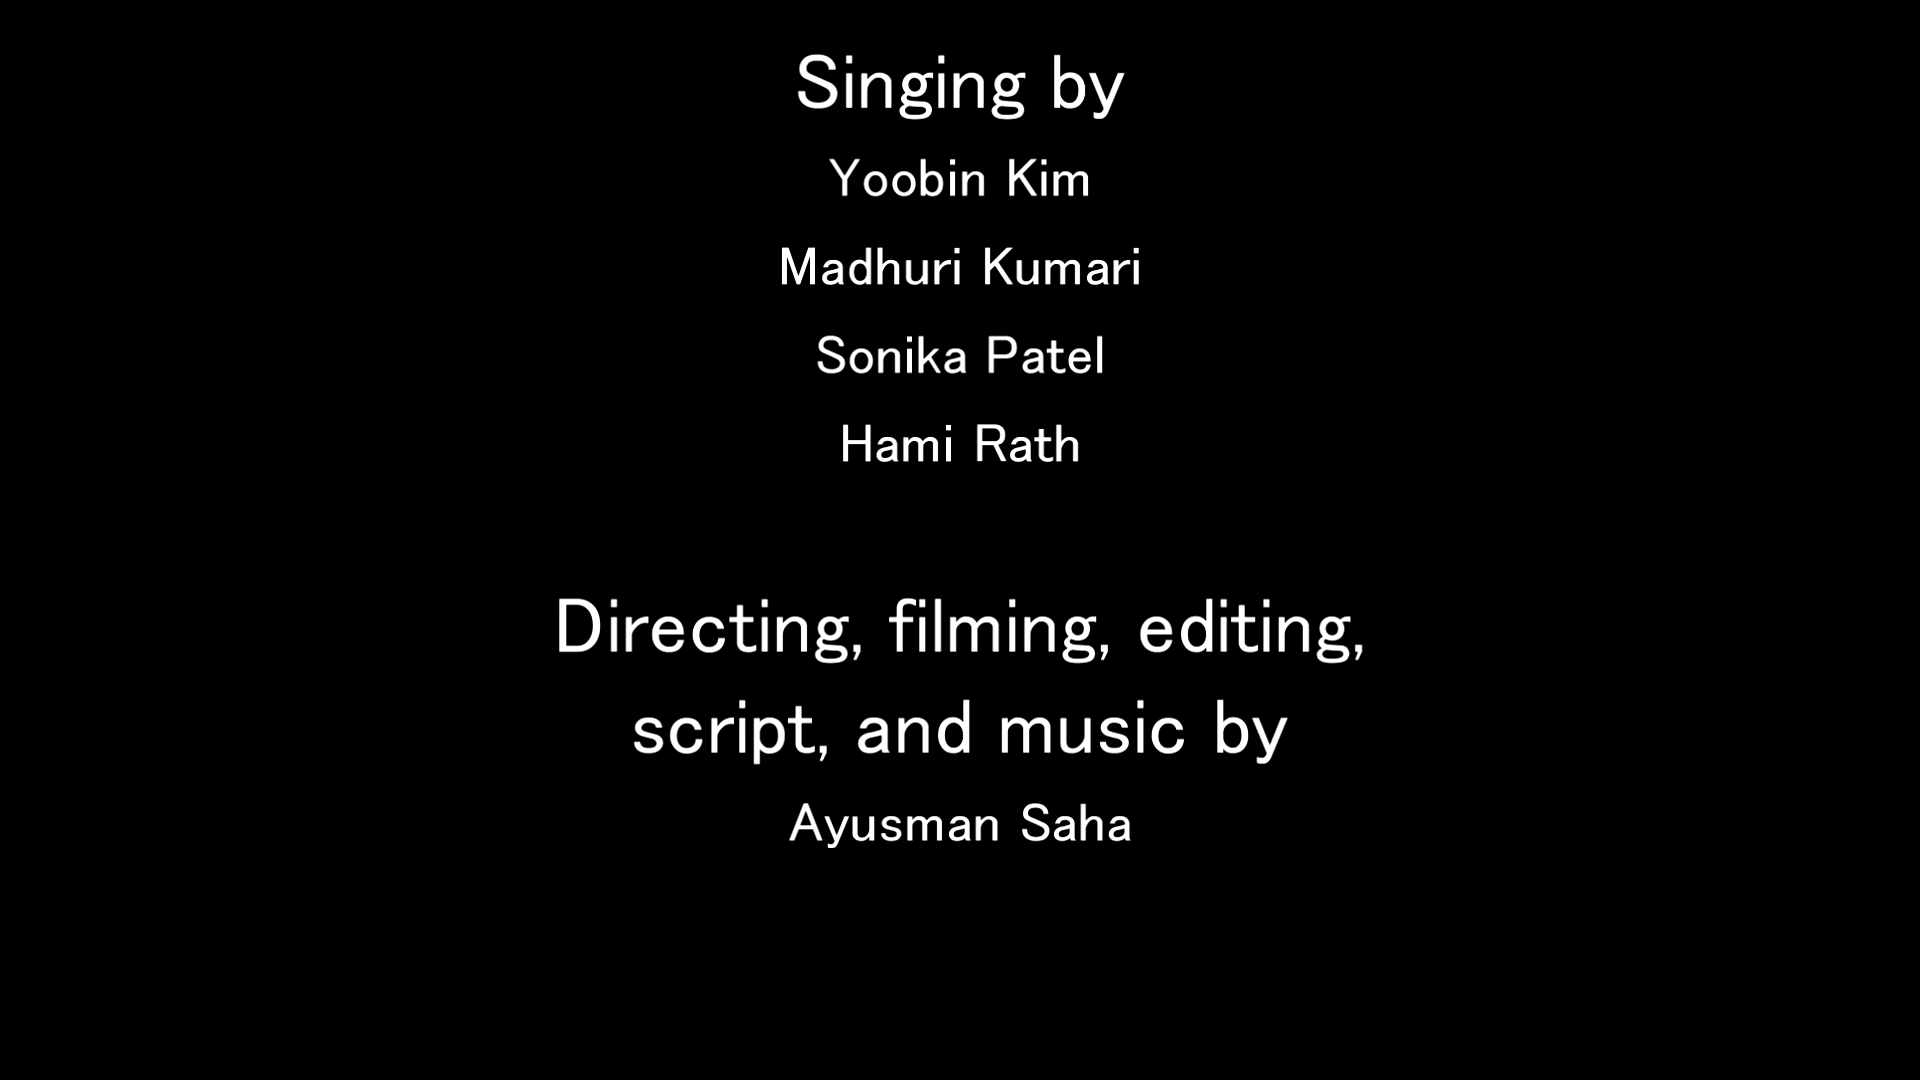 Singing by
Yoobin Kim
Madhuri Kumari
Sonika Patel
Hami Rath
Directing, filming, editing,
script, and music by
Ayusman Saha